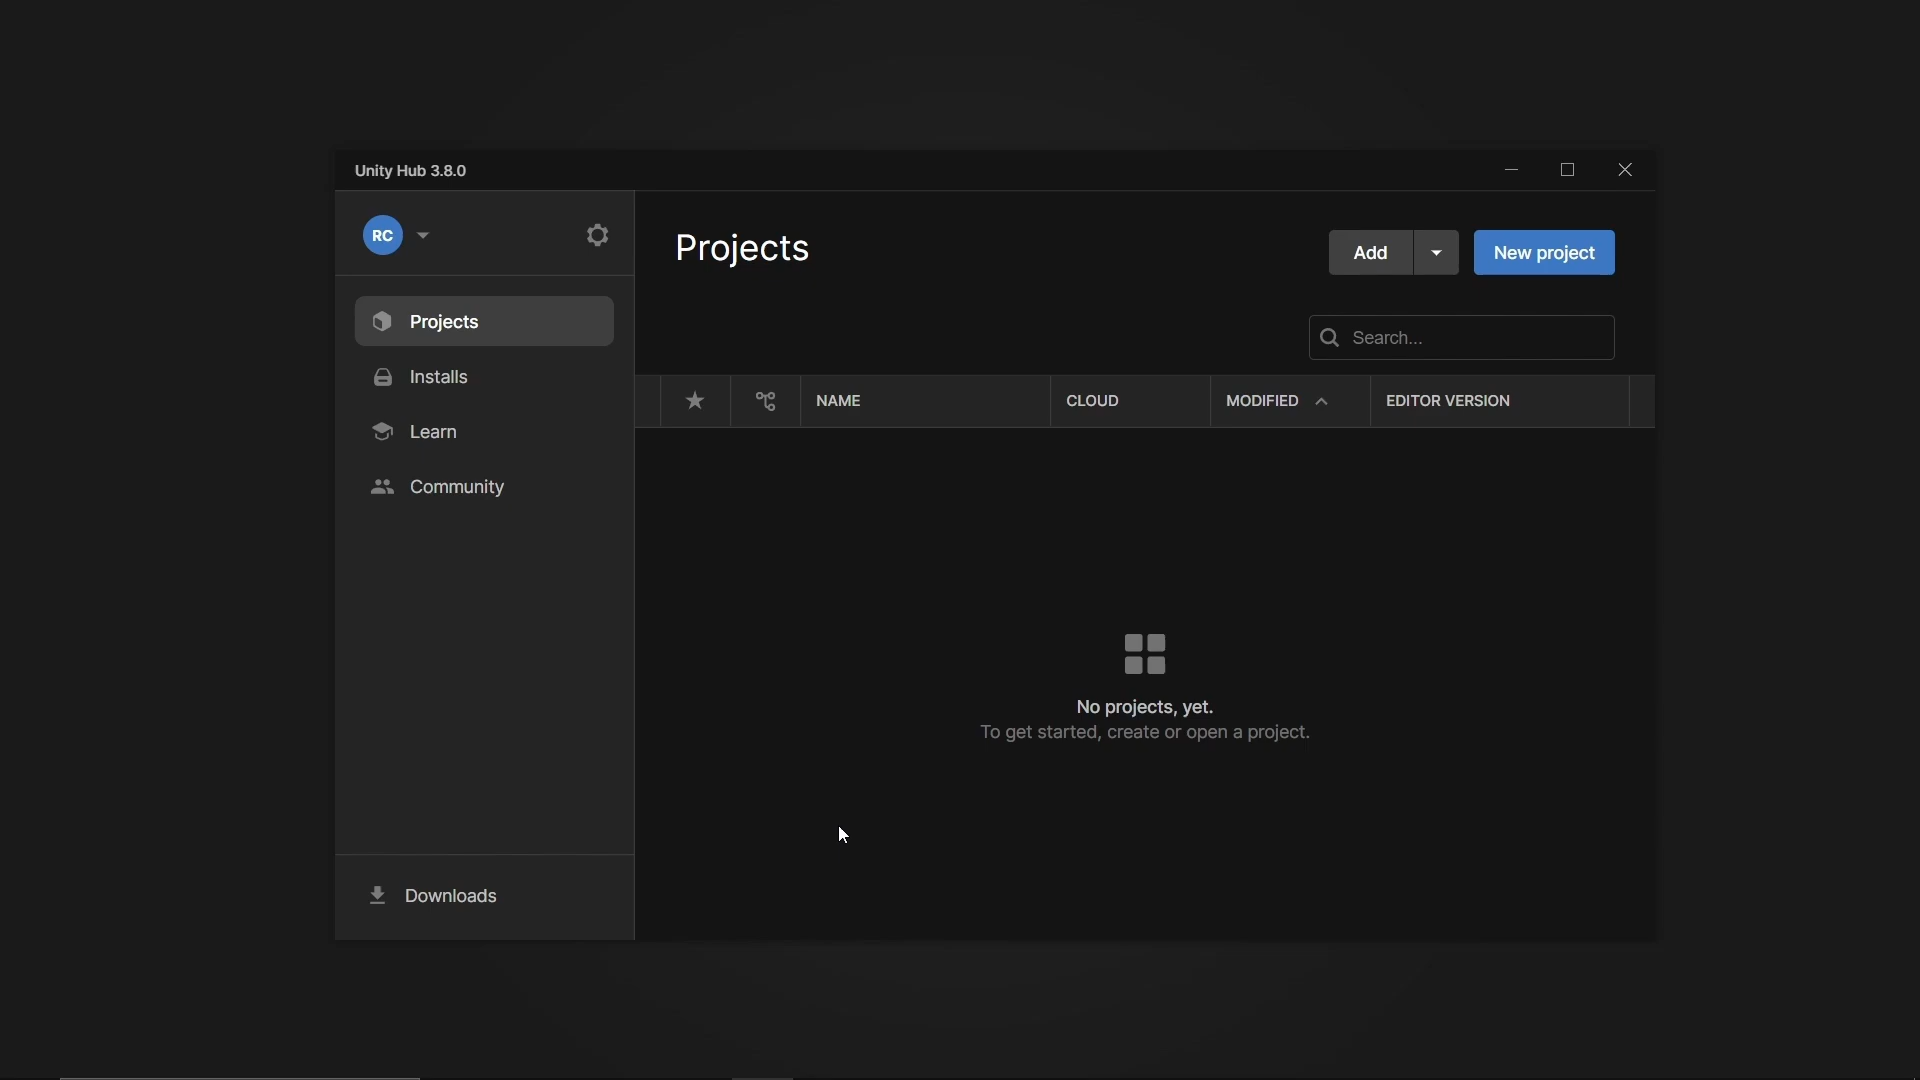 Unity Hub 3.8.0
RC
Projects
Add
New project
Projects
Search...
Installs
NAME
CLOUD
MODIFIED
EDITOR VERSION
Learn
Community
No projects, yet.
To get started, create or open a project.
Downloads